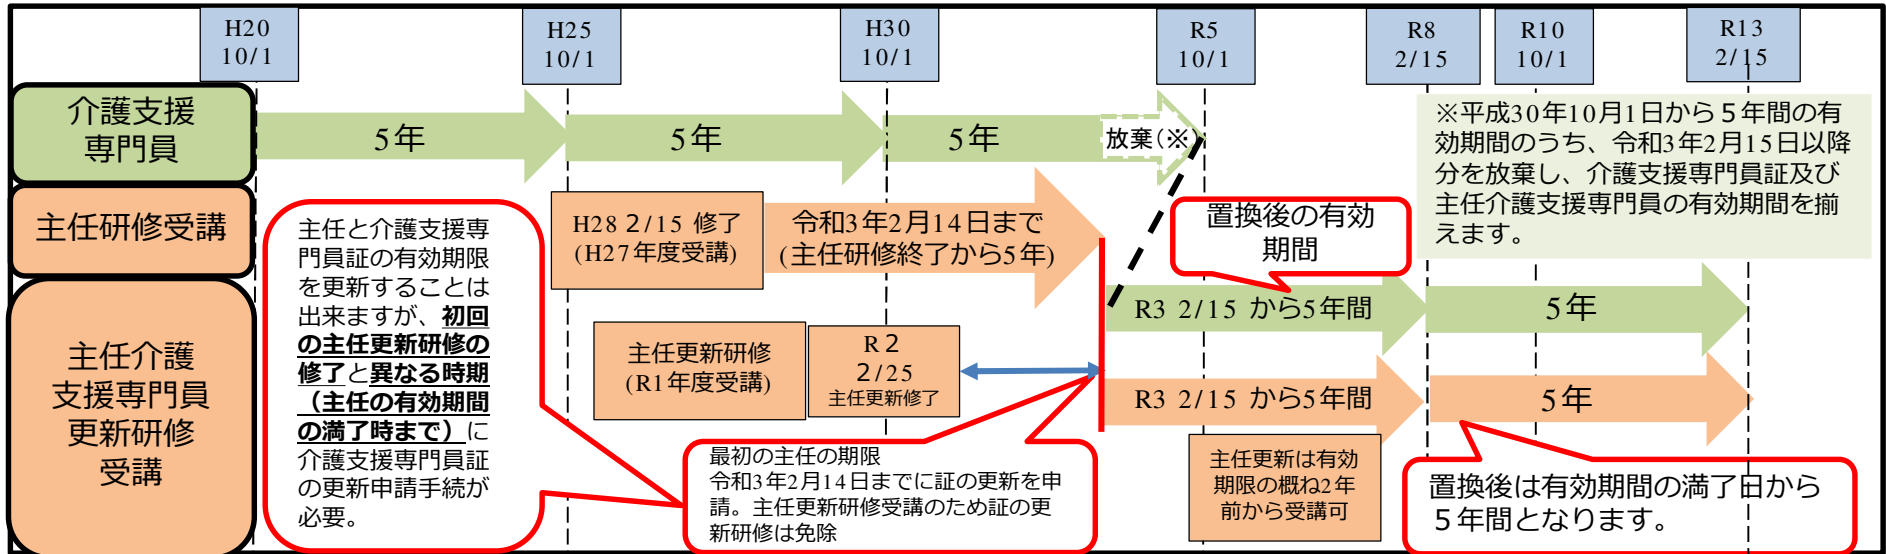 H20
10/1
H25
10/1
H30
10/1
R5
10/1
R8
2/15
R10
10/1
R13
2/15
介護支援
専門員
5年
5年
5年
放棄(※)
※平成30年10月1日から５年間の有
効期間のうち、令和3年2月15日以降
分を放棄し、介護支援専門員証及び
主任介護支援専門員の有効期間を揃
えます。
主任研修受講
主任と介護支援専
門員証の有効期限
を更新することは
出来ますが、初回
の主任更新研修の
修了と異なる時期
（主任の有効期間
の満了時まで）に
介護支援専門員証
の更新申請手続が
必要。
H28 2/15 修了
(H27年度受講)
令和3年2月14日まで
(主任研修終了から5年)
置換後の有効
期間
R3 2/15 から5年間
5年
主任介護
支援専門員
更新研修
受講
主任更新研修
(R1年度受講)
R２
2/25
主任更新修了
R3 2/15 から5年間
5年
最初の主任の期限
令和3年2月14日までに証の更新を申
請。主任更新研修受講のため証の更
新研修は免除
主任更新は有効
期限の概ね2年
前から受講可
置換後は有効期間の満了日から
５年間となります。